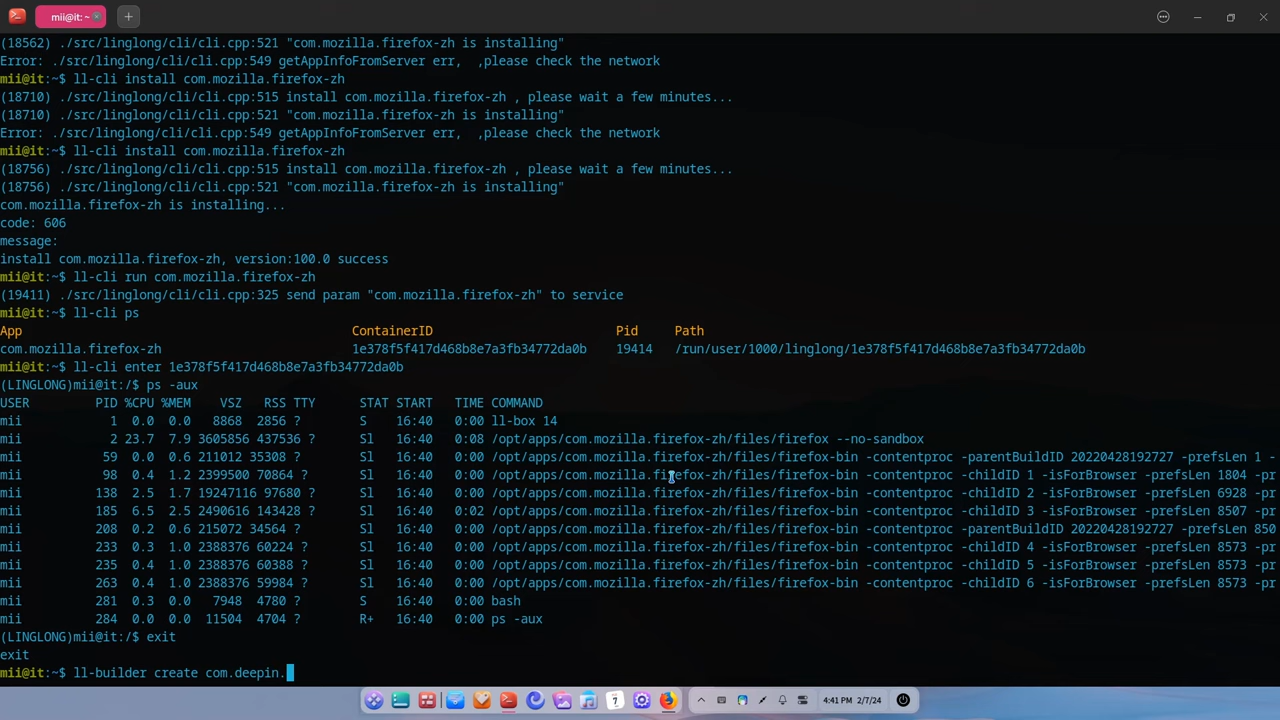 mii@it: ~
(18562) ./src/linglong/cli/cli.cpp:521 "com.mozilla.firefox-zh is installing"
Error: ./src/linglong/cli/cli.cpp:549 getAppInfoFromServer err,  ,please check the network
mii@it:~$ ll-cli install com.mozilla.firefox-zh
(18710) ./src/linglong/cli/cli.cpp:515 install com.mozilla.firefox-zh , please wait a few minutes...
(18710) ./src/linglong/cli/cli.cpp:521 "com.mozilla.firefox-zh is installing"
Error: ./src/linglong/cli/cli.cpp:549 getAppInfoFromServer err,  ,please check the network
mii@it:~$ ll-cli install com.mozilla.firefox-zh
(18756) ./src/linglong/cli/cli.cpp:515 install com.mozilla.firefox-zh , please wait a few minutes...
(18756) ./src/linglong/cli/cli.cpp:521 "com.mozilla.firefox-zh is installing"
com.mozilla.firefox-zh is installing...
code: 606
message:
install com.mozilla.firefox-zh, version:100.0 success
mii@it:~$ ll-cli run com.mozilla.firefox-zh
(19411) ./src/linglong/cli/cli.cpp:325 send param "com.mozilla.firefox-zh" to service
mii@it:~$ ll-cli ps
App ContainerID Pid Path
com.mozilla.firefox-zh 1e378f5f417d468b8e7a3fb34772da0b 19414 /run/user/1000/linglong/1e378f5f417d468b8e7a3fb34772da0b
mii@it:~$ ll-cli enter 1e378f5f417d468b8e7a3fb34772da0b
(LINGLONG)mii@it:/$ ps -aux
USER PID %CPU %MEM VSZ RSS TTY STAT START TIME COMMAND
mii 1 0.0 0.0 8868 2856 ? S 16:40 0:00 ll-box 14
mii 2 23.7 7.9 3605856 437536 ? Sl 16:40 0:08 /opt/apps/com.mozilla.firefox-zh/files/firefox --no-sandbox
mii 59 0.0 0.6 211012 35308 ? Sl 16:40 0:00 /opt/apps/com.mozilla.firefox-zh/files/firefox-bin -contentproc -parentBuildID 20220428192727 -prefsLen 1 -
mii 98 0.4 1.2 2399500 70864 ? Sl 16:40 0:00 /opt/apps/com.mozilla.firefox-zh/files/firefox-bin -contentproc -childID 1 -isForBrowser -prefsLen 1804 -pr
mii 138 2.5 1.7 19247116 97680 ? Sl 16:40 0:00 /opt/apps/com.mozilla.firefox-zh/files/firefox-bin -contentproc -childID 2 -isForBrowser -prefsLen 6928 -pr
mii 185 6.5 2.5 2490616 143428 ? Sl 16:40 0:02 /opt/apps/com.mozilla.firefox-zh/files/firefox-bin -contentproc -childID 3 -isForBrowser -prefsLen 8507 -pr
mii 208 0.2 0.6 215072 34564 ? Sl 16:40 0:00 /opt/apps/com.mozilla.firefox-zh/files/firefox-bin -contentproc -parentBuildID 20220428192727 -prefsLen 850
mii 233 0.3 1.0 2388376 60224 ? Sl 16:40 0:00 /opt/apps/com.mozilla.firefox-zh/files/firefox-bin -contentproc -childID 4 -isForBrowser -prefsLen 8573 -pr
mii 235 0.4 1.0 2388376 60388 ? Sl 16:40 0:00 /opt/apps/com.mozilla.firefox-zh/files/firefox-bin -contentproc -childID 5 -isForBrowser -prefsLen 8573 -pr
mii 263 0.4 1.0 2388376 59984 ? Sl 16:40 0:00 /opt/apps/com.mozilla.firefox-zh/files/firefox-bin -contentproc -childID 6 -isForBrowser -prefsLen 8573 -pr
mii 281 0.3 0.0 7948 4780 ? S 16:40 0:00 bash
mii 284 0.0 0.0 11504 4704 ? R+ 16:40 0:00 ps -aux
(LINGLONG)mii@it:/$ exit
exit
mii@it:~$ ll-builder create com.deepin.
7 4:41 PM 2/7/24